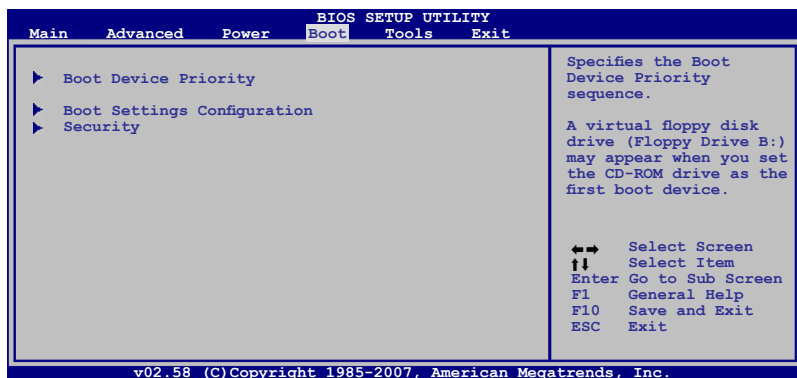 BIOS SETUP UTILITY
Main Advanced Power Boot Tools Exit
Boot Device Priority
Boot Settings Configuration
Security
Specifies the Boot
Device Priority
sequence.
A virtual floppy disk
drive (Floppy Drive B:)
may appear when you set
the CD-ROM drive as the
first boot device.
Select Screen
Select Item
Enter Go to Sub Screen
F1 General Help
F10 Save and Exit
ESC Exit
v02.58 (C)Copyright 1985-2007, American Megatrends, Inc.